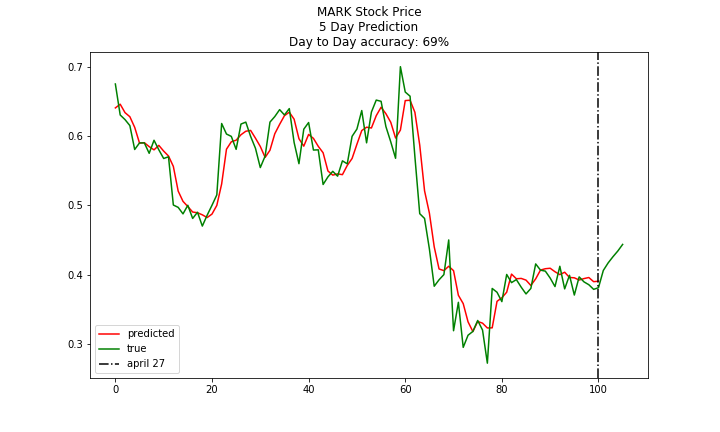 MARK Stock Price
5 Day Prediction
Day to Day accuracy: 69%
0.7
0.6
0.5
0.4
0.3
predicted
true
april 27
0 20 40 60 80 100